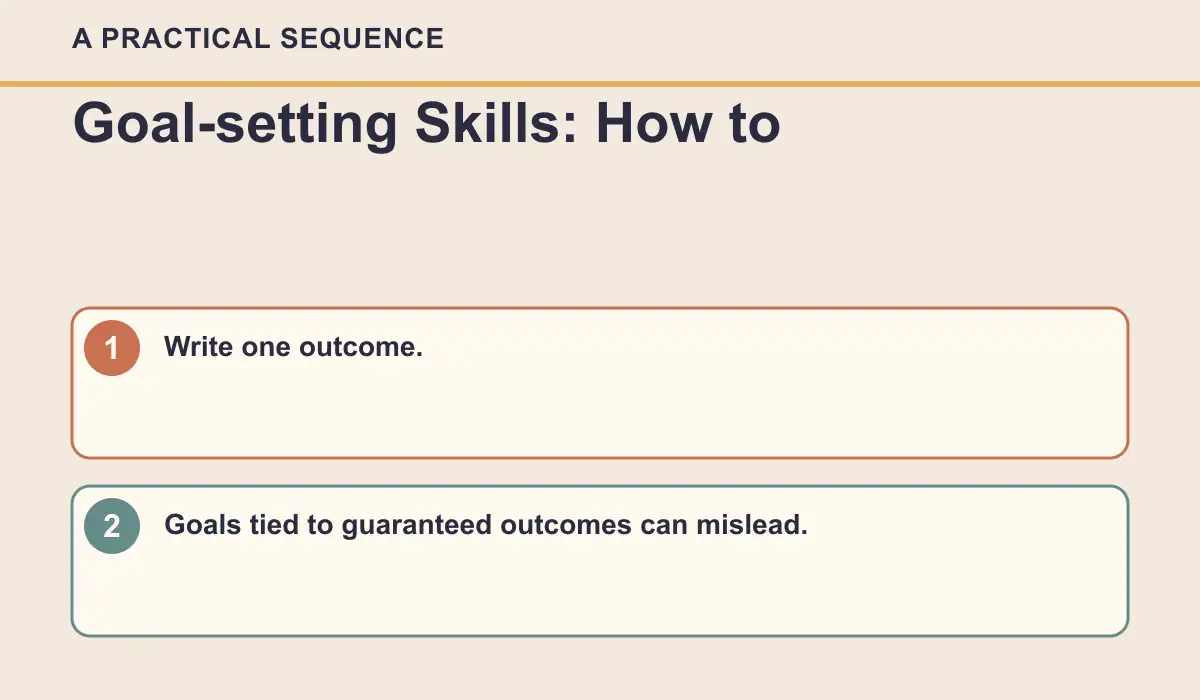 A PRACTICAL SEQUENCE
Goal-setting Skills: How to
1 Write one outcome.
2 Goals tied to guaranteed outcomes can mislead.